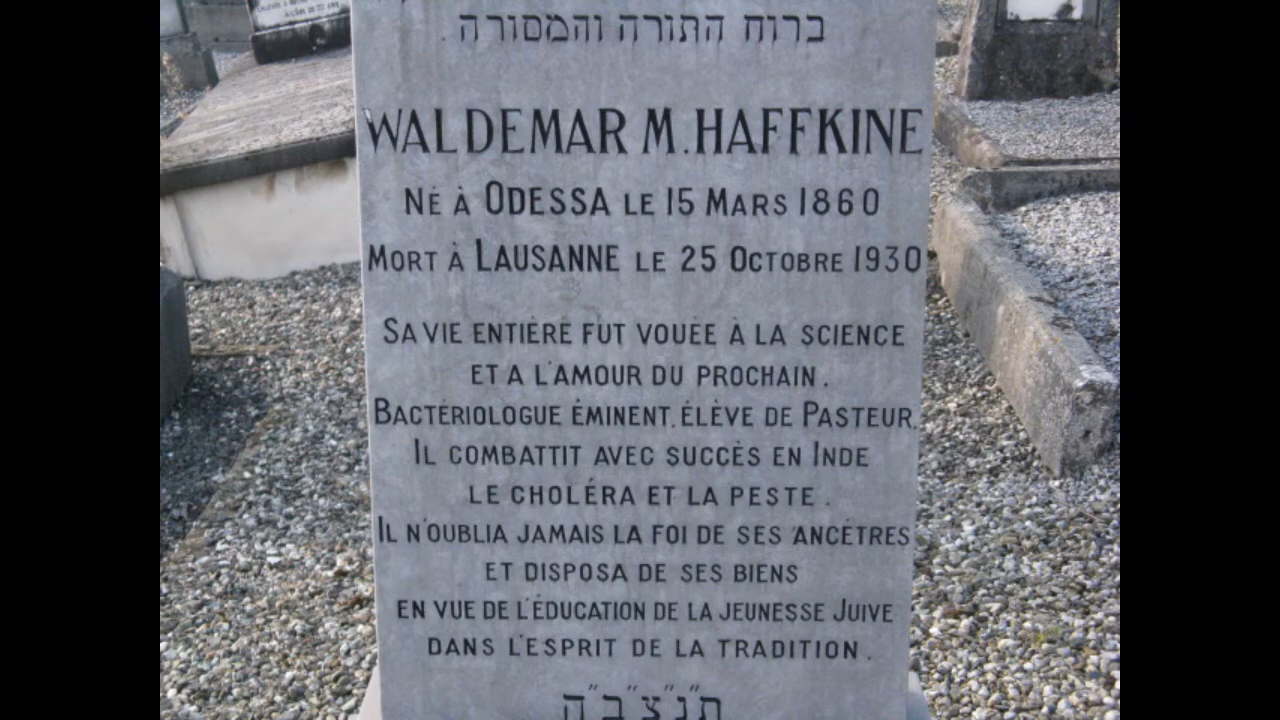 ברוח התורה והמסורה.
WALDEMAR M. HAFFKINE
NÉ À ODESSA LE 15 MARS 1860
MORT À LAUSANNE LE 25 OCTOBRE 1930
SA VIE ENTIÈRE FUT VOUÉE À LA SCIENCE
ET A L'AMOUR DU PROCHAIN.
BACTÉRIOLOGUE ÉMINENT, ÉLÈVE DE PASTEUR,
IL COMBATTIT AVEC SUCCÈS EN INDE
LE CHOLÉRA ET LA PESTE.
IL N'OUBLIA JAMAIS LA FOI DE SES ANCÊTRES
ET DISPOSA DE SES BIENS
EN VUE DE L'ÉDUCATION DE LA JEUNESSE JUIVE
DANS L'ESPRIT DE LA TRADITION.
ת"נ"צ"ב"ה